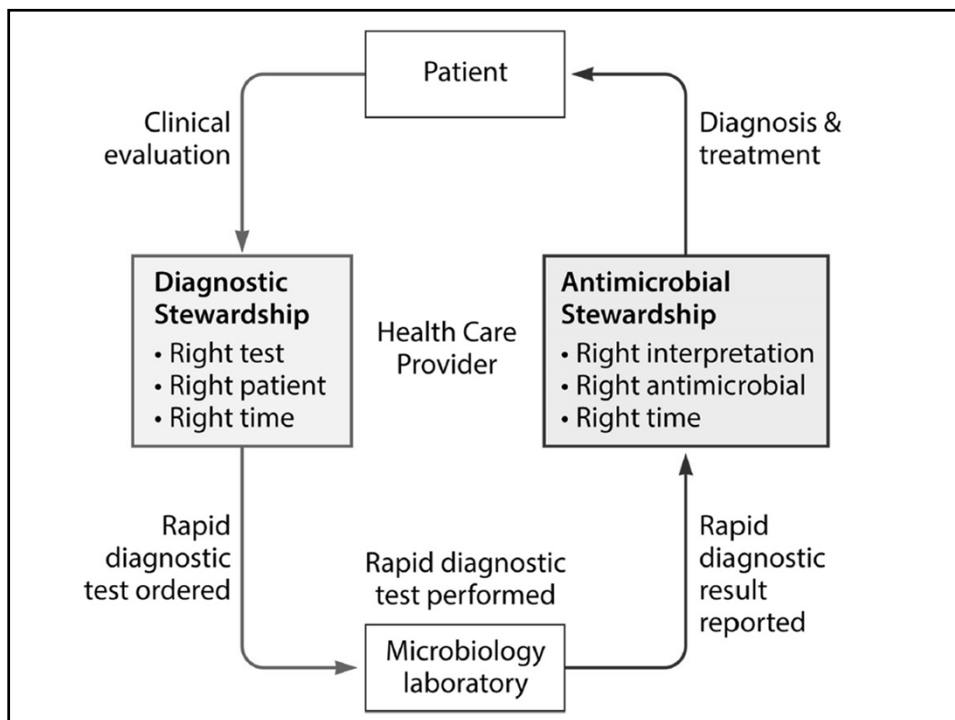 Patient
Clinical
evaluation
Diagnosis &
treatment
Diagnostic
Stewardship
• Right test
• Right patient
• Right time
Health Care
Provider
Antimicrobial
Stewardship
• Right interpretation
• Right antimicrobial
• Right time
Rapid
diagnostic
test ordered
Rapid diagnostic
test performed
Microbiology
laboratory
Rapid
diagnostic
result
reported